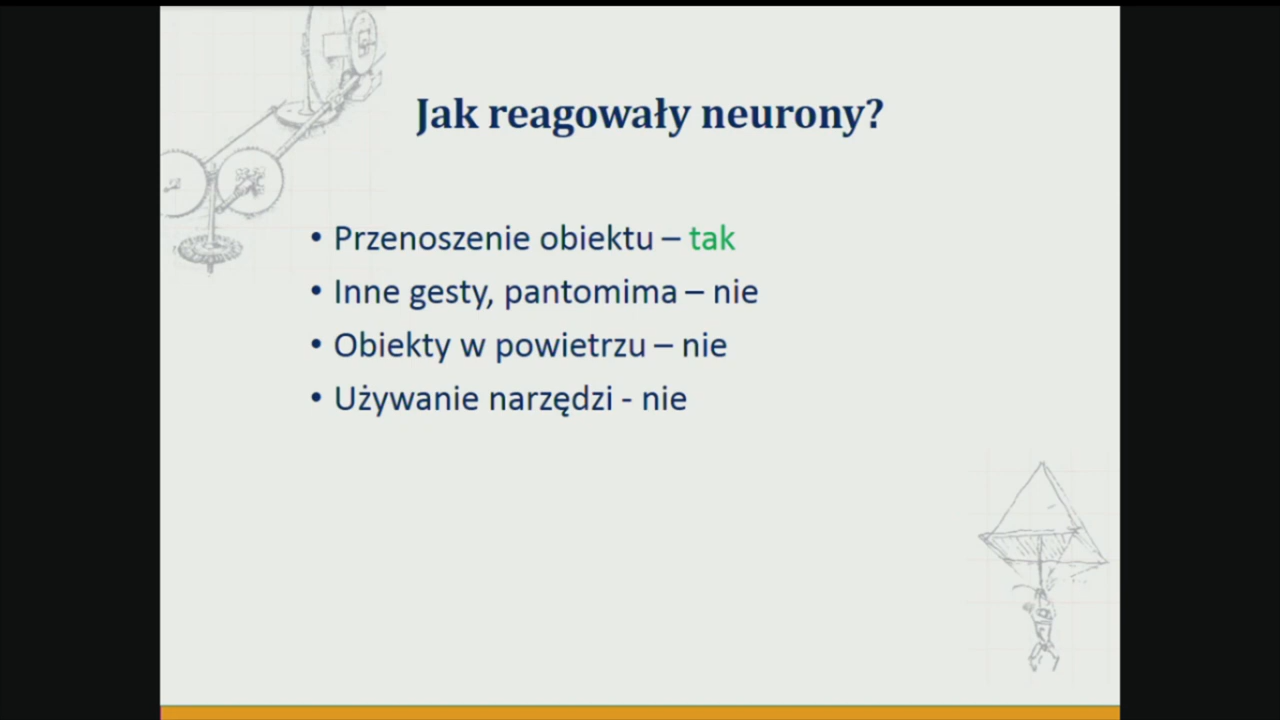 Jak reagowały neurony?
• Przenoszenie obiektu – tak
• Inne gesty, pantomima – nie
• Obiekty w powietrzu – nie
• Używanie narzędzi - nie